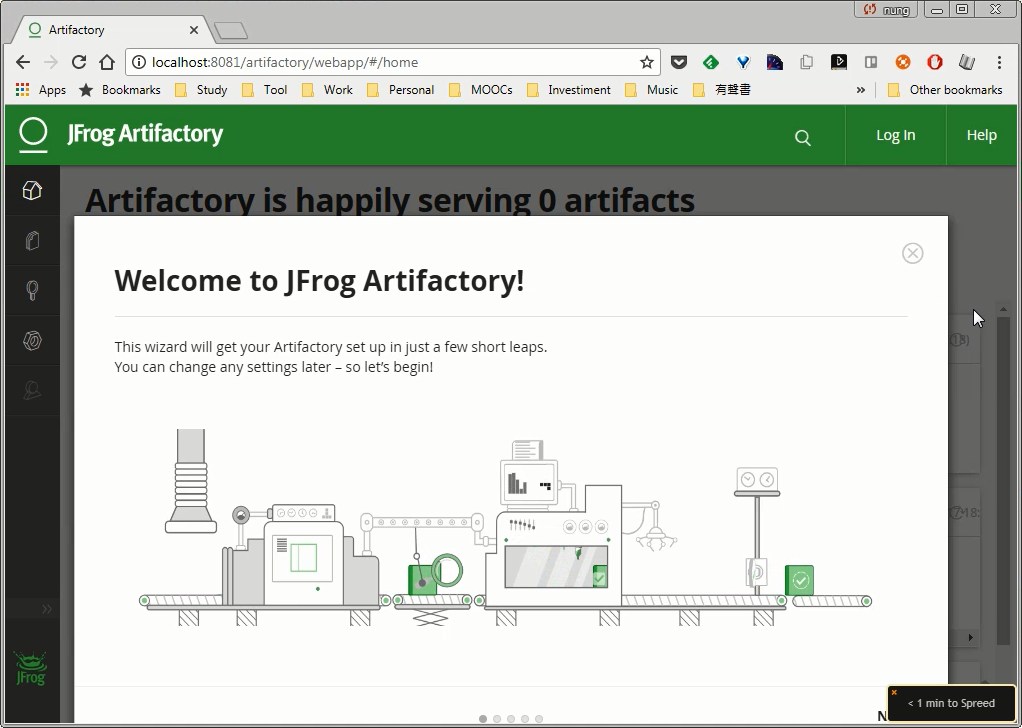 nung
Artifactory
localhost:8081/artifactory/webapp/#/home
Apps Bookmarks Study Tool Work Personal MOOCs Investiment Music 有聲書 » Other bookmarks
JFrog Artifactory
Log In
Help
Artifactory is happily serving 0 artifacts
Welcome to JFrog Artifactory!
This wizard will get your Artifactory set up in just a few short leaps.
You can change any settings later – so let's begin!
JFrog
< 1 min to Spreed